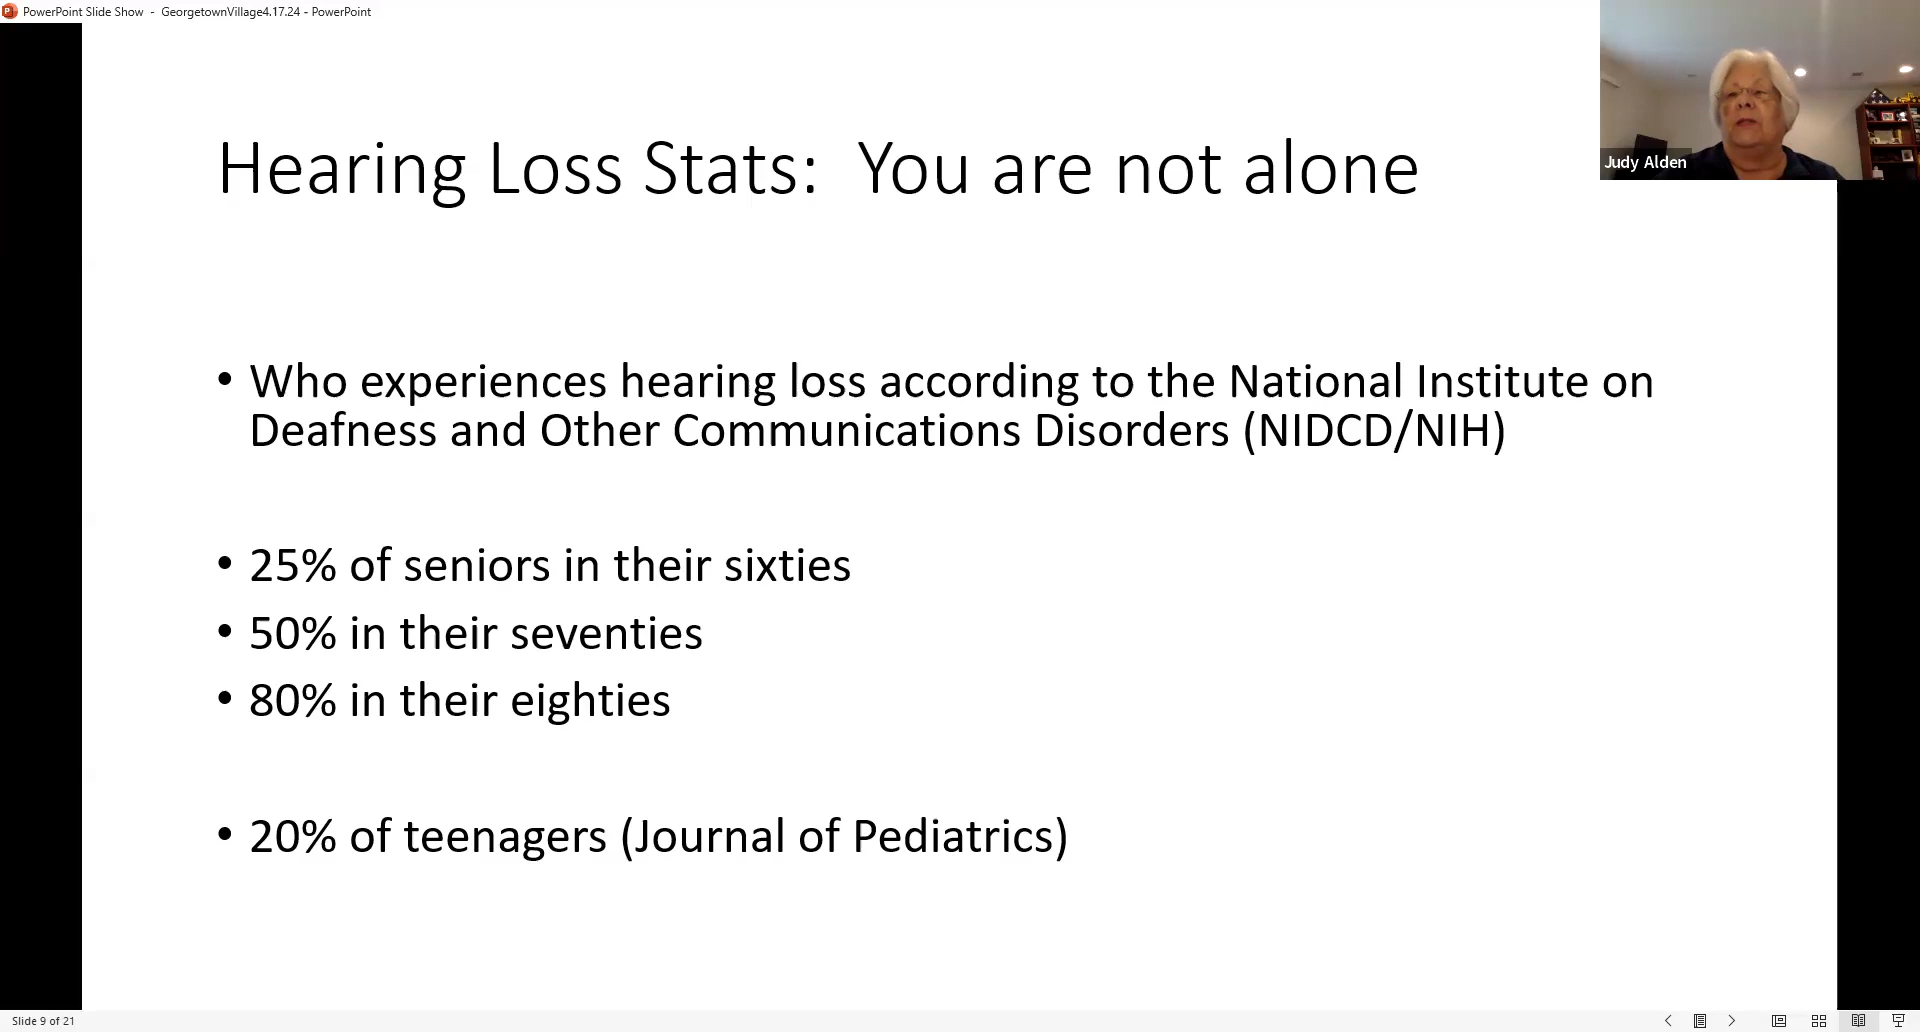 PowerPoint Slide Show - GeorgetownVillage4.17.24 - PowerPoint
Judy Alden
Hearing Loss Stats: You are not alone
• Who experiences hearing loss according to the National Institute on
Deafness and Other Communications Disorders (NIDCD/NIH)
• 25% of seniors in their sixties
• 50% in their seventies
• 80% in their eighties
• 20% of teenagers (Journal of Pediatrics)
Slide 9 of 21